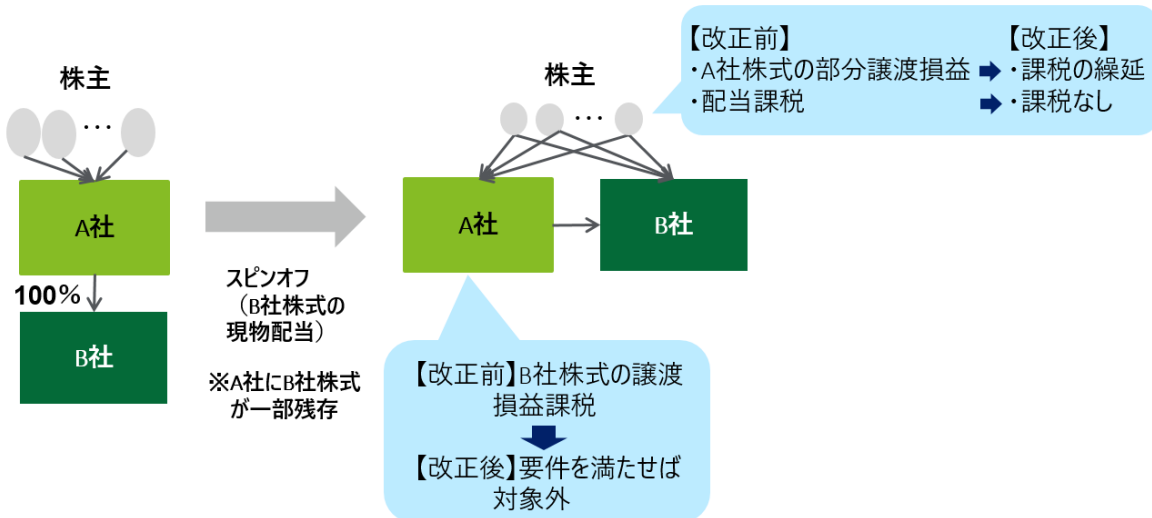 【改正前】 【改正後】
・A社株式の部分譲渡損益 ・課税の繰延
・配当課税 ・課税なし
株主
…
A社
100%
B社
スピンオフ
（B社株式の
現物配当）
※A社にB社株式
が一部残存
株主
…
A社
B社
【改正前】B社株式の譲渡
損益課税
【改正後】要件を満たせば
対象外